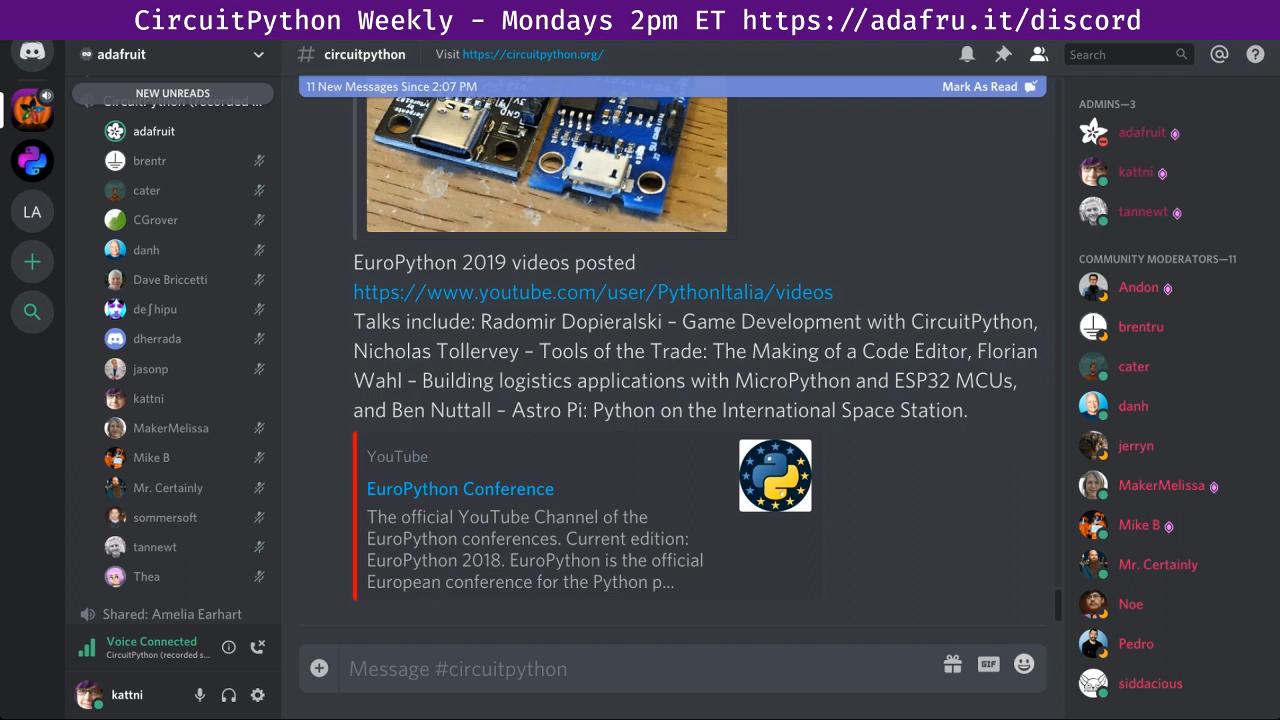 CircuitPython Weekly - Mondays 2pm ET https://adafru.it/discord
adafruit
NEW UNREADS
CircuitPython (recorded ...
adafruit
brentr
cater
CGrover
danh
Dave Briccetti
deʃhipu
dherrada
jasonp
kattni
MakerMelissa
Mike B
Mr. Certainly
sommersoft
tannewt
Thea
Shared: Amelia Earhart
Voice Connected
CircuitPython (recorded s...
kattni
LA
# circuitpython
Visit https://circuitpython.org/
Search
11 New Messages Since 2:07 PM
Mark As Read
EuroPython 2019 videos posted
https://www.youtube.com/user/PythonItalia/videos
Talks include: Radomir Dopieralski – Game Development with CircuitPython,
Nicholas Tollervey – Tools of the Trade: The Making of a Code Editor, Florian
Wahl – Building logistics applications with MicroPython and ESP32 MCUs,
and Ben Nuttall – Astro Pi: Python on the International Space Station.
YouTube
EuroPython Conference
The official YouTube Channel of the
EuroPython conferences. Current edition:
EuroPython 2018. EuroPython is the official
European conference for the Python p...
Message #circuitpython
GIF
ADMINS—3
adafruit
kattni
tannewt
COMMUNITY MODERATORS—11
Andon
brentru
cater
danh
jerryn
MakerMelissa
Mike B
Mr. Certainly
Noe
Pedro
siddacious